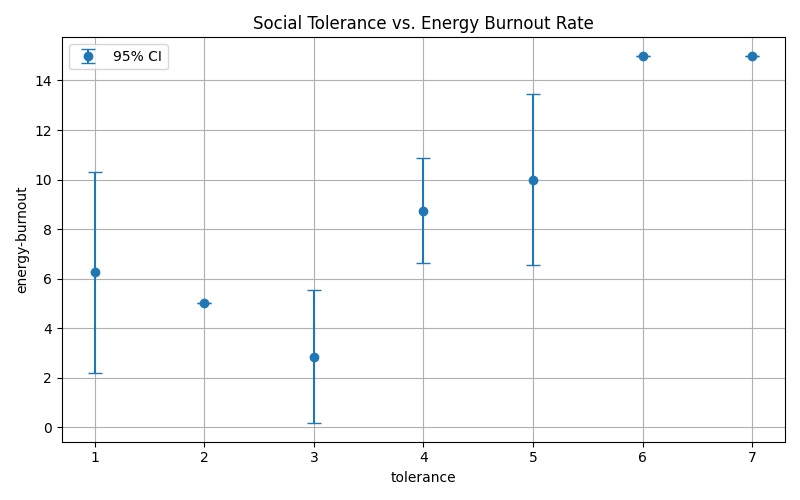 Social Tolerance vs. Energy Burnout Rate
95% CI
energy-burnout
14
12
10
8
6
4
2
0
1 2 3 4 5 6 7
tolerance